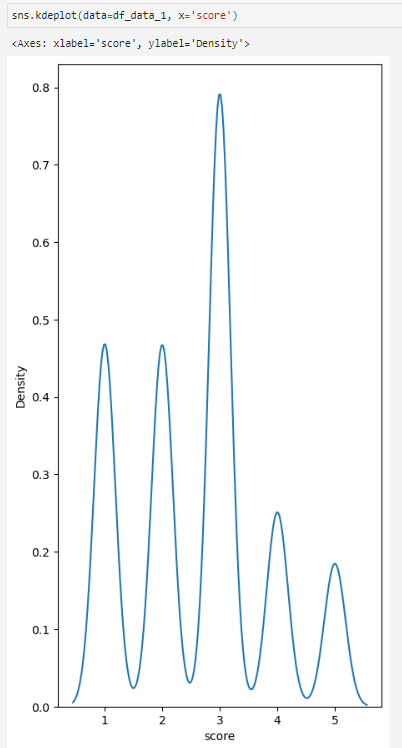 sns.kdeplot(data=df_data_1, x='score')
<Axes: xlabel='score', ylabel='Density'>
0.8
0.7
0.6
0.5
0.4
0.3
0.2
0.1
0.0
Density
1 2 3 4 5
score